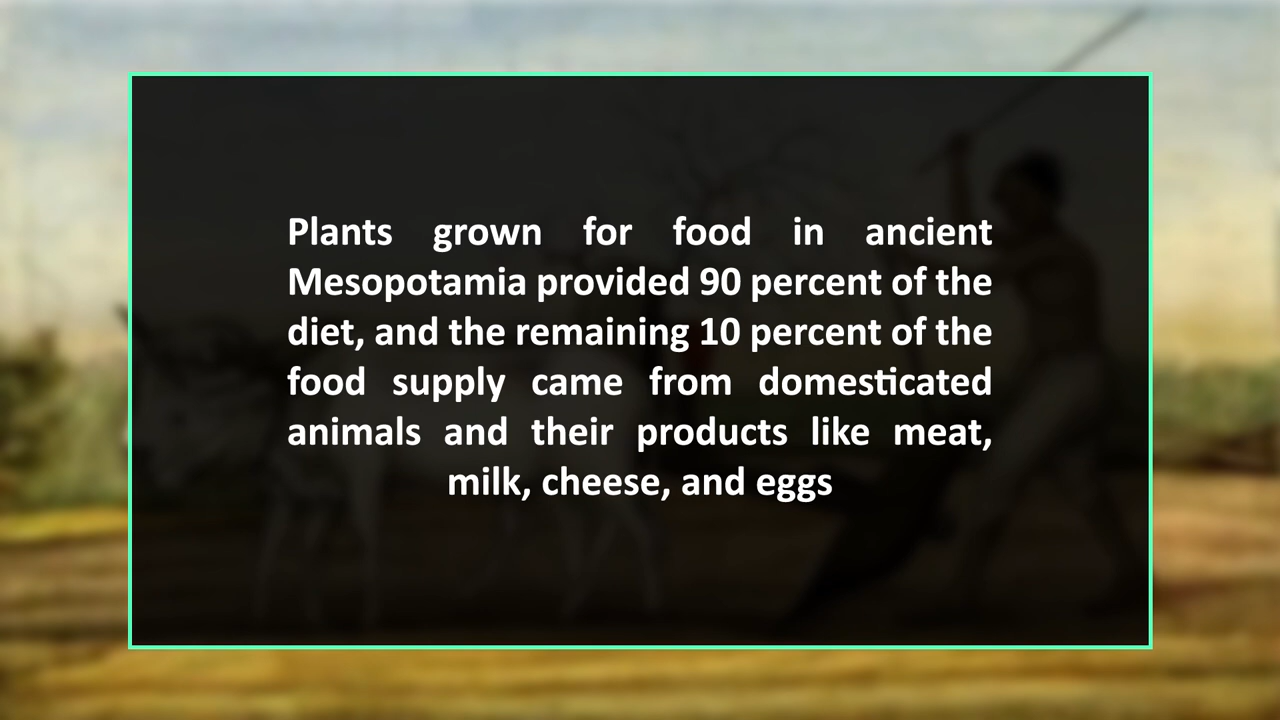 Plants grown for food in ancient
Mesopotamia provided 90 percent of the
diet, and the remaining 10 percent of the
food supply came from domesticated
animals and their products like meat,
milk, cheese, and eggs